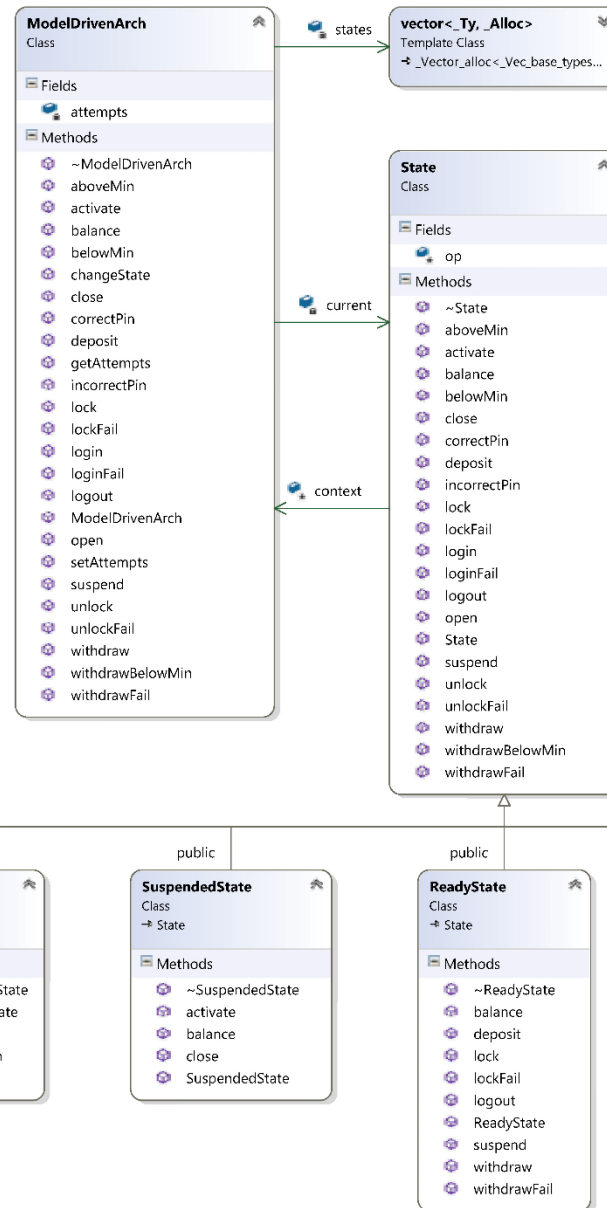 ModelDrivenArch
Class
Fields
attempts
Methods
~ModelDrivenArch
aboveMin
activate
balance
belowMin
changeState
close
correctPin
deposit
getAttempts
incorrectPin
lock
lockFail
login
loginFail
logout
ModelDrivenArch
open
setAttempts
suspend
unlock
unlockFail
withdraw
withdrawBelowMin
withdrawFail
states
current
context
vector<_Ty, _Alloc>
Template Class
_Vector_alloc<_Vec_base_types...
State
Class
Fields
op
Methods
~State
aboveMin
activate
balance
belowMin
close
correctPin
deposit
incorrectPin
lock
lockFail
login
loginFail
logout
open
State
suspend
unlock
unlockFail
withdraw
withdrawBelowMin
withdrawFail
public
public
State
ate
n
SuspendedState
Class
State
Methods
~SuspendedState
activate
balance
close
SuspendedState
ReadyState
Class
State
Methods
~ReadyState
balance
deposit
lock
lockFail
logout
ReadyState
suspend
withdraw
withdrawFail